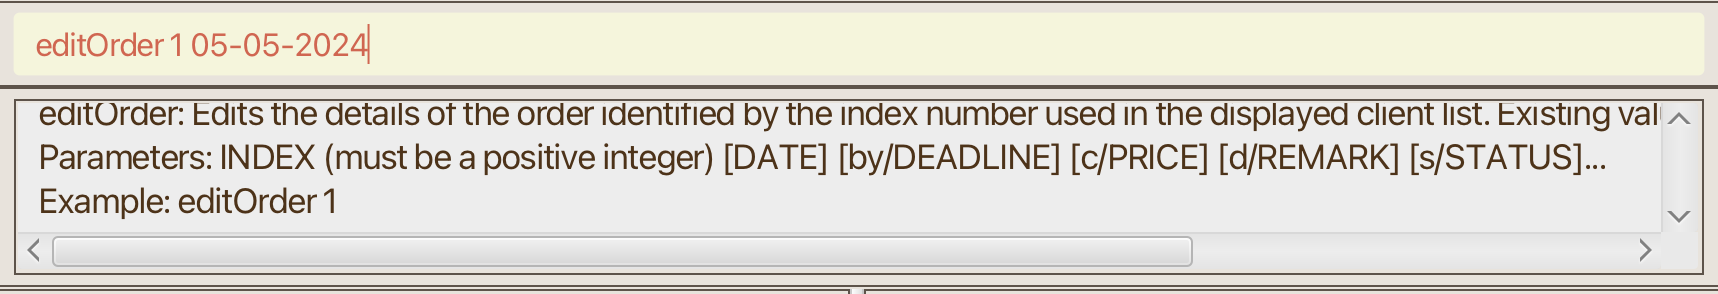 editOrder 1 05-05-2024
editOrder: Edits the details of the order identified by the index number used in the displayed client list. Existing
Parameters: INDEX (must be a positive integer) [DATE] [by/DEADLINE] [c/PRICE] [d/REMARK] [s/STATUS]...
Example: editOrder 1